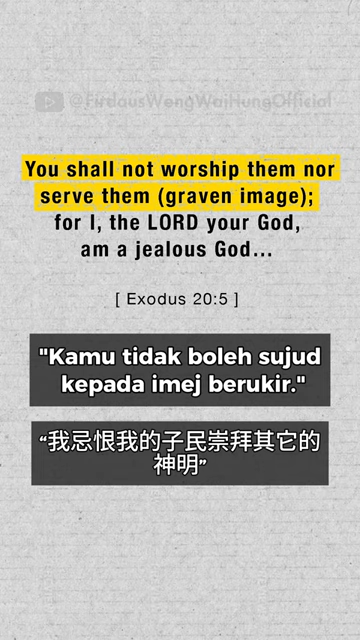 @FirdausWongWaiHungOfficial
You shall not worship them nor
serve them (graven image);
for I, the LORD your God,
am a jealous God...
[ Exodus 20:5 ]
"Kamu tidak boleh sujud
kepada imej berukir."
“我忌恨我的子民崇拜其它的
神明”